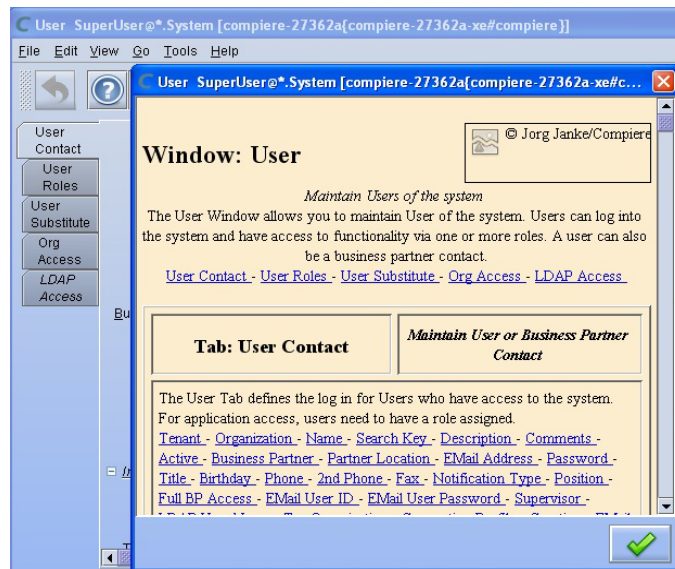 User SuperUser@*.System [compiere-27362a{compiere-27362a-xe#compiere}]
File Edit View Go Tools Help
User SuperUser@*.System [compiere-27362a{compiere-27362a-xe#c...
User
Contact
User
Roles
User
Substitute
Org
Access
LDAP
Access
Bu
© Jorg Janke/Compiere
Window: User
Maintain Users of the system
The User Window allows you to maintain User of the system. Users can log into
the system and have access to functionality via one or more roles. A user can also
be a business partner contact.
User Contact - User Roles - User Substitute - Org Access - LDAP Access
Tab: User Contact
Maintain User or Business Partner
Contact
The User Tab defines the log in for Users who have access to the system.
For application access, users need to have a role assigned.
Tenant - Organization - Name - Search Key - Description - Comments -
Active - Business Partner - Partner Location - EMail Address - Password -
Title - Birthday - Phone - 2nd Phone - Fax - Notification Type - Position -
Full BP Access - EMail User ID - EMail User Password - Supervisor -